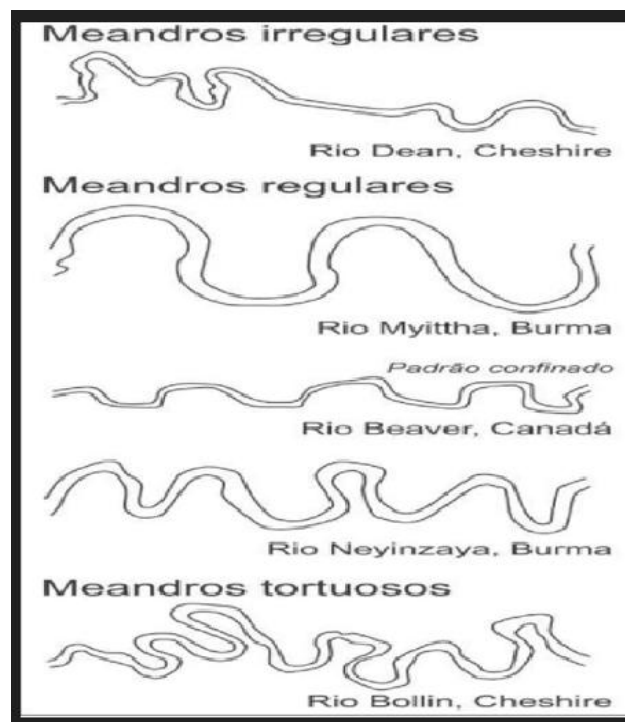 Meandros irregulares
Rio Dean, Cheshire
Meandros regulares
Rio Myittha, Burma
Padrão confinado
Rio Beaver, Canadá
Rio Neyinzaya, Burma
Meandros tortuosos
Rio Bollin, Cheshire